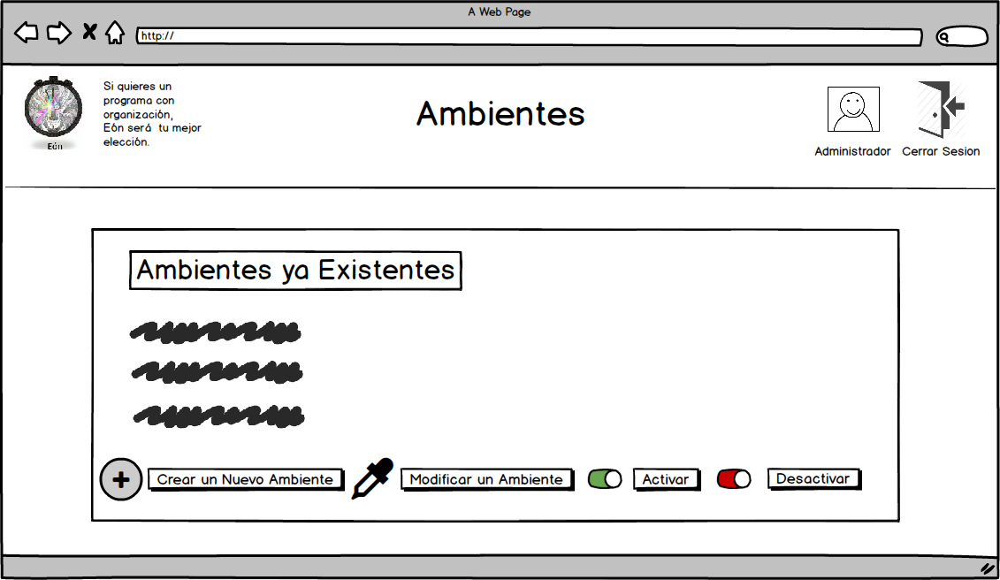 A Web Page
http://
Si quieres un
programa con
organización,
Eón será tu mejor
elección.
Eón
Ambientes
Administrador
Cerrar Sesion
Ambientes ya Existentes
Crear un Nuevo Ambiente
Modificar un Ambiente
Activar
Desactivar